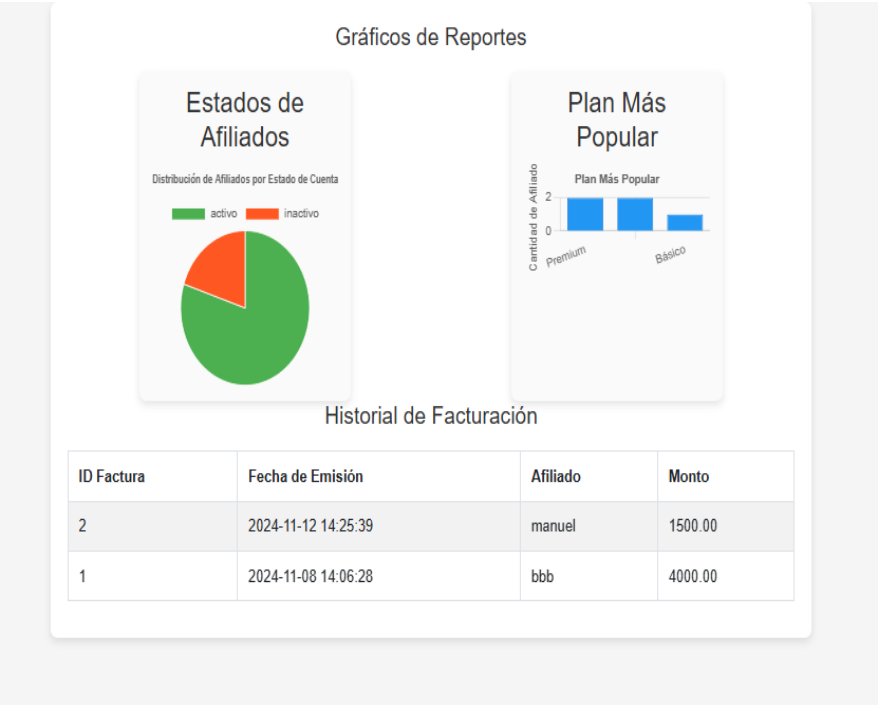 Gráficos de Reportes
Estados de
Afiliados
Distribución de Afiliados por Estado de Cuenta
activo inactivo
Plan Más
Popular
Plan Más Popular
Cantidad de Afiliado
2
0
Premium Básico
Historial de Facturación
ID Factura Fecha de Emisión Afiliado Monto
2 2024-11-12 14:25:39 manuel 1500.00
1 2024-11-08 14:06:28 bbb 4000.00